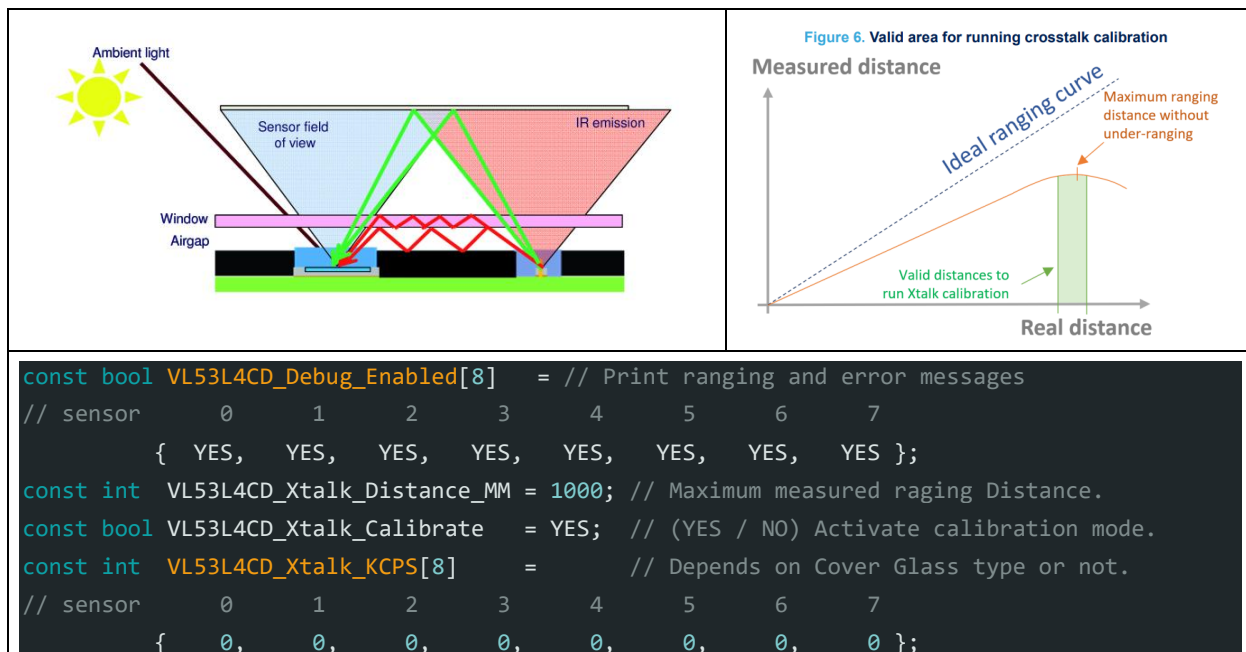 Ambient light
Sensor field
of view
IR emission
Window
Airgap
Figure 6. Valid area for running crosstalk calibration
Measured distance
Ideal ranging curve
Maximum ranging
distance without
under-ranging
Valid distances to
run Xtalk calibration
Real distance
const bool VL53L4CD_Debug_Enabled[8] = // Print ranging and error messages
// sensor 0 1 2 3 4 5 6 7
{ YES, YES, YES, YES, YES, YES, YES, YES };
const int VL53L4CD_Xtalk_Distance_MM = 1000; // Maximum measured raging Distance.
const bool VL53L4CD_Xtalk_Calibrate = YES; // (YES / NO) Activate calibration mode.
const int VL53L4CD_Xtalk_KCPS[8] = // Depends on Cover Glass type or not.
// sensor 0 1 2 3 4 5 6 7
{ 0, 0, 0, 0, 0, 0, 0, 0 };